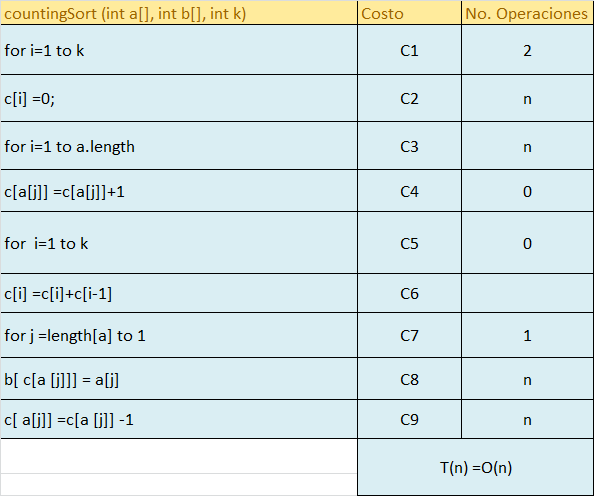 countingSort (int a[], int b[], int k) Costo No. Operaciones
for i=1 to k C1 2
c[i] =0; C2 n
for i=1 to a.length C3 n
c[a[j]] =c[a[j]]+1 C4 0
for i=1 to k C5 0
c[i] =c[i]+c[i-1] C6
for j =length[a] to 1 C7 1
b[ c[a [j]]] = a[j] C8 n
c[ a[j]] =c[a [j]] -1 C9 n
T(n) =O(n)